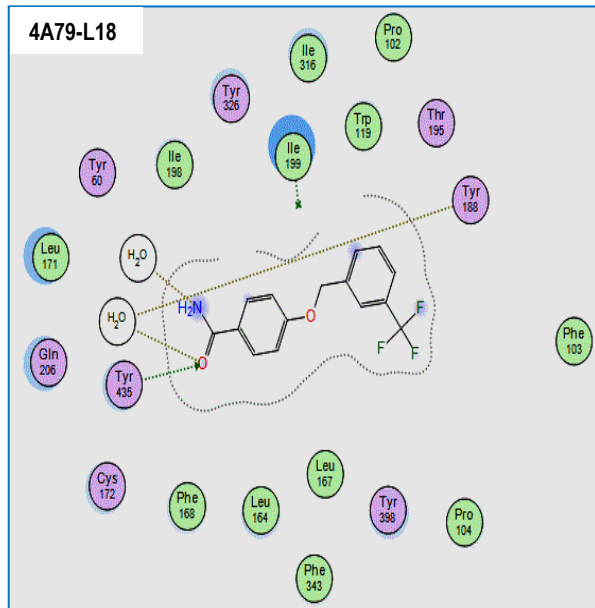 4A79-L18
Pro
102
Ile
316
Tyr
326
Trp
119
Thr
195
Ile
199
Ile
198
Tyr
60
Tyr
188
Leu
171
H₂O
H₂O
H₂N
O
O
F
F
F
Phe
103
Gln
206
Tyr
435
Cys
172
Phe
168
Leu
164
Leu
167
Tyr
398
Pro
104
Phe
343